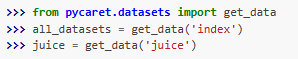 >>> from pycaret.datasets import get_data
>>> all_datasets = get_data('index')
>>> juice = get_data('juice')